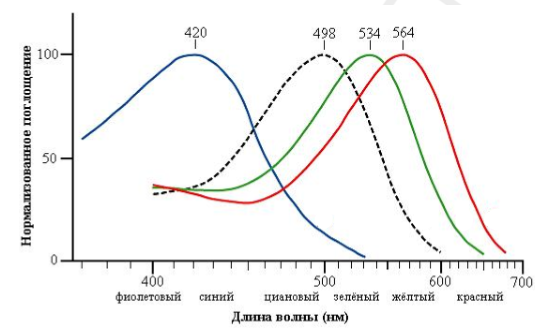 420 498 534 564
100
50
0
Нормализованное поглощение
400 500 600 700
фиолетовый синий циановый зелёный жёлтый красный
Длина волны (нм)